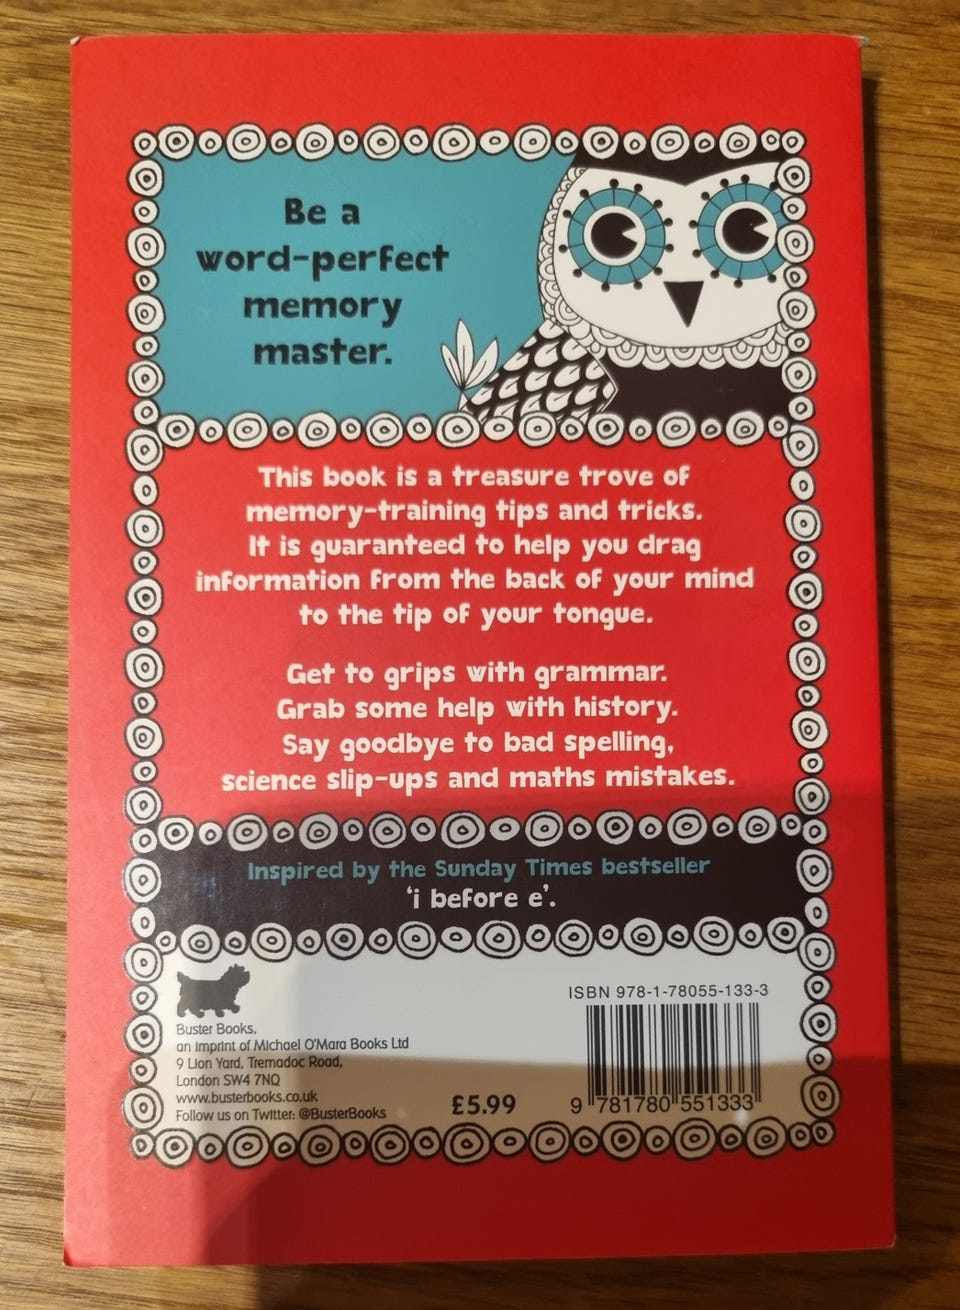 Be a
word-perfect
memory
master.
This book is a treasure trove of
memory-training tips and tricks.
It is guaranteed to help you drag
information from the back of your mind
to the tip of your tongue.
Get to grips with grammar.
Grab some help with history.
Say goodbye to bad spelling,
science slip-ups and maths mistakes.
Inspired by the Sunday Times bestseller
'i before e'.
Buster Books,
an imprint of Michael O'Mara Books Ltd
9 Lion Yard, Tremadoc Road,
London SW4 7NQ
www.busterbooks.co.uk
Follow us on Twitter: @BusterBooks
£5.99
ISBN 978-1-78055-133-3
9 781780 551333